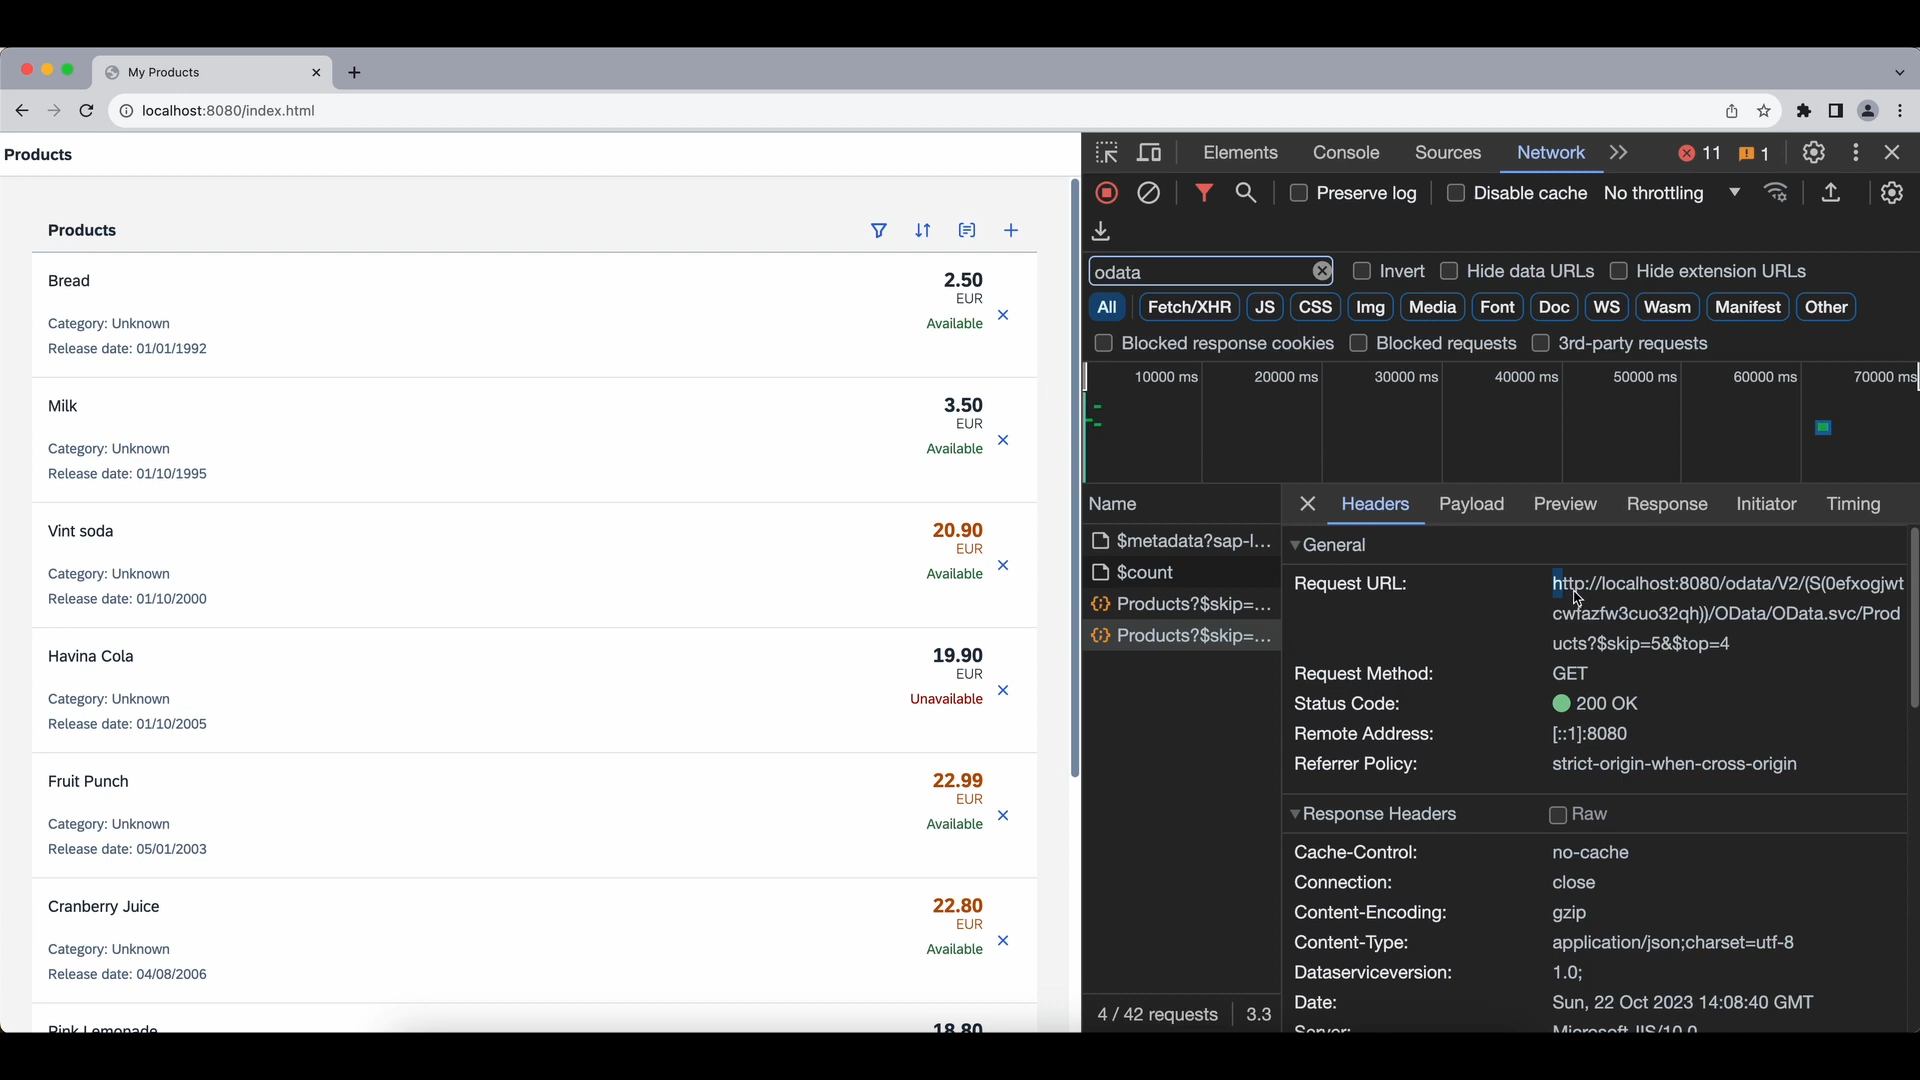 My Products
localhost:8080/index.html
Products
Products
Bread
2.50
EUR
Category: Unknown
Available
Release date: 01/01/1992
Milk
3.50
EUR
Category: Unknown
Available
Release date: 01/10/1995
Vint soda
20.90
EUR
Category: Unknown
Available
Release date: 01/10/2000
Havina Cola
19.90
EUR
Category: Unknown
Unavailable
Release date: 01/10/2005
Fruit Punch
22.99
EUR
Category: Unknown
Available
Release date: 05/01/2003
Cranberry Juice
22.80
EUR
Category: Unknown
Available
Release date: 04/08/2006
Pink Lemonade
18.80
Elements Console Sources Network 11 1
Preserve log Disable cache No throttling
odata Invert Hide data URLs Hide extension URLs
All Fetch/XHR JS CSS Img Media Font Doc WS Wasm Manifest Other
Blocked response cookies Blocked requests 3rd-party requests
10000 ms 20000 ms 30000 ms 40000 ms 50000 ms 60000 ms 70000 ms
Name
$metadata?sap-l...
$count
Products?$skip=...
Products?$skip=...
4 / 42 requests 3.3
Headers Payload Preview Response Initiator Timing
General
Request URL: http://localhost:8080/odata/V2/(S(0efxogjwt
cwfazfw3cuo32qh))/OData/OData.svc/Prod
ucts?$skip=5&$top=4
Request Method: GET
Status Code: 200 OK
Remote Address: [::1]:8080
Referrer Policy: strict-origin-when-cross-origin
Response Headers Raw
Cache-Control: no-cache
Connection: close
Content-Encoding: gzip
Content-Type: application/json;charset=utf-8
Dataserviceversion: 1.0;
Date: Sun, 22 Oct 2023 14:08:40 GMT
Server: Microsoft-IIS/10.0